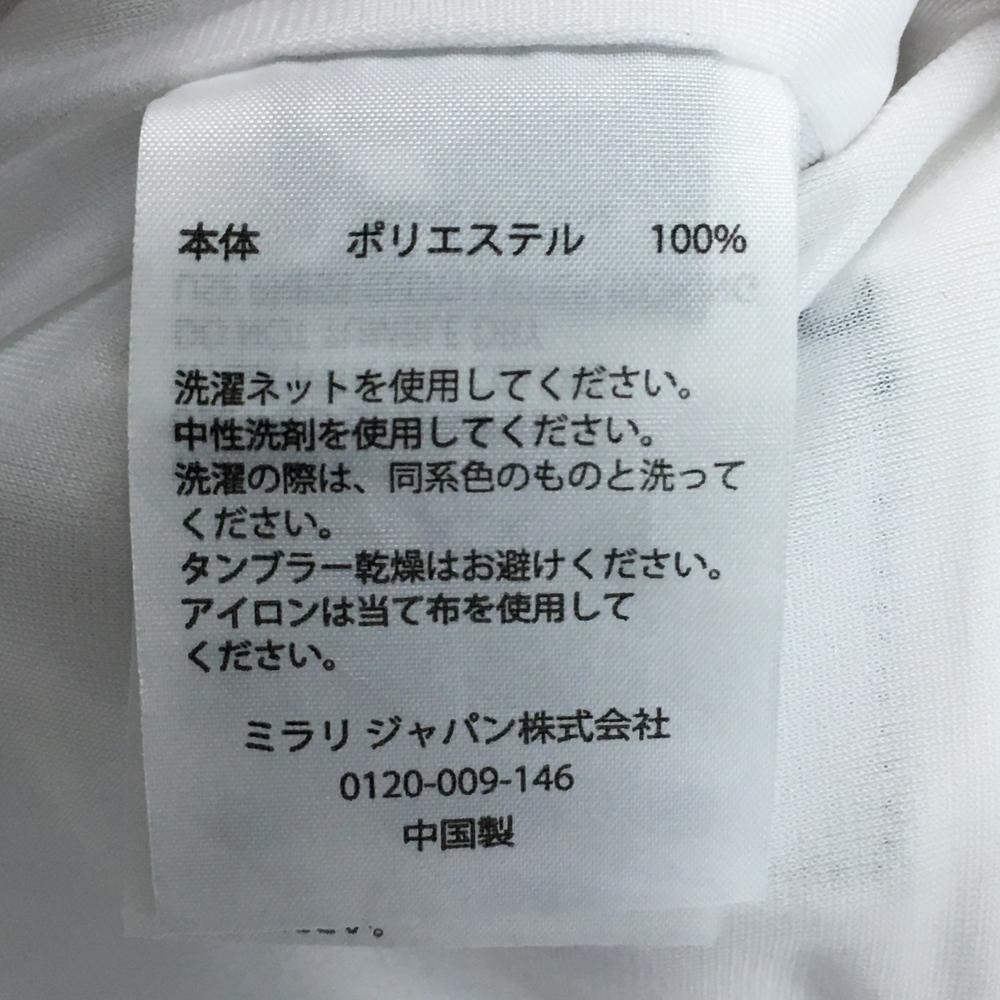 本体 ポリエステル 100%
洗濯ネットを使用してください。
中性洗剤を使用してください。
洗濯の際は、同系色のものと洗って
ください。
タンブラー乾燥はお避けください。
アイロンは当て布を使用して
ください。
ミラリ ジャパン株式会社
0120-009-146
中国製